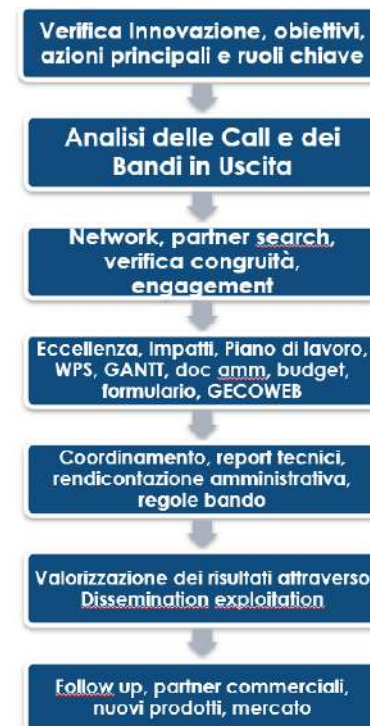 Verifica Innovazione, obiettivi,
azioni principali e ruoli chiave
Analisi delle Call e dei
Bandi in Uscita
Network, partner search,
verifica congruità,
engagement
Eccellenza, Impatti, Piano di lavoro,
WPS, GANTT, doc amm, budget,
formulario, GECOWEB
Coordinamento, report tecnici,
rendicontazione amministrativa,
regole bando
Valorizzazione dei risultati attraverso
Dissemination exploitation
Follow up, partner commerciali,
nuovi prodotti, mercato